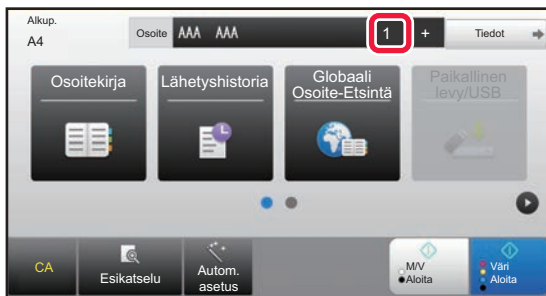 Alkup.
A4
Osoite AAA AAA 1 + Tiedot
Osoitekirja
Lähetyshistoria
Globaali
Osoite-Etsintä
Paikallinen
levy/USB
CA
Esikatselu
Autom.
asetus
M/V
Aloita
Väri
Aloita